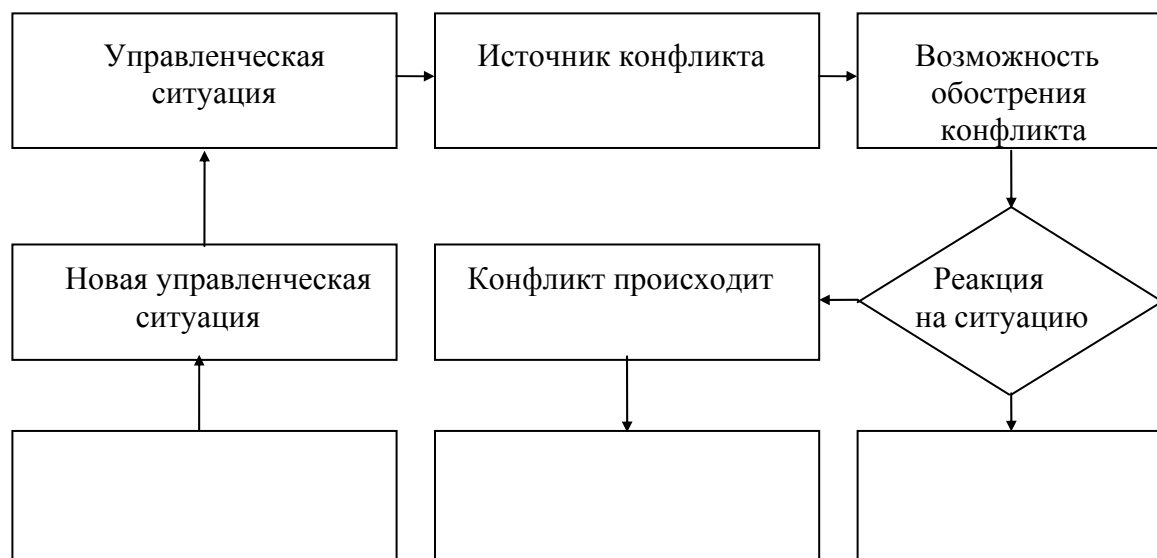 Управленческая
ситуация
Источник конфликта
Возможность
обострения
конфликта
Новая управленческая
ситуация
Конфликт происходит
Реакция
на ситуацию